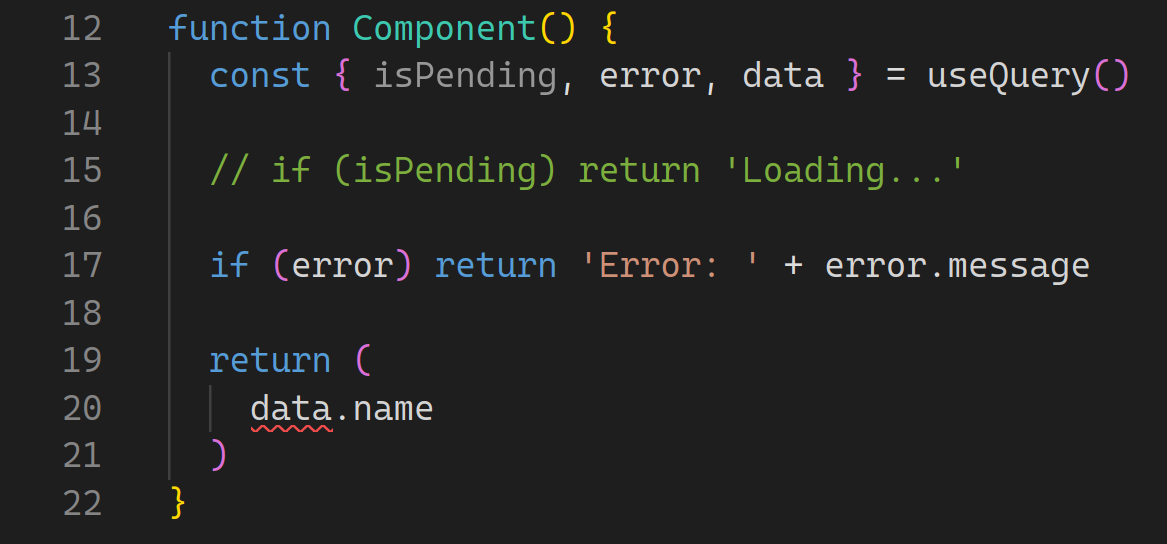 12 function Component() {
13 const { isPending, error, data } = useQuery()
14
15 // if (isPending) return 'Loading...'
16
17 if (error) return 'Error: ' + error.message
18
19 return (
20 data.name
21 )
22 }